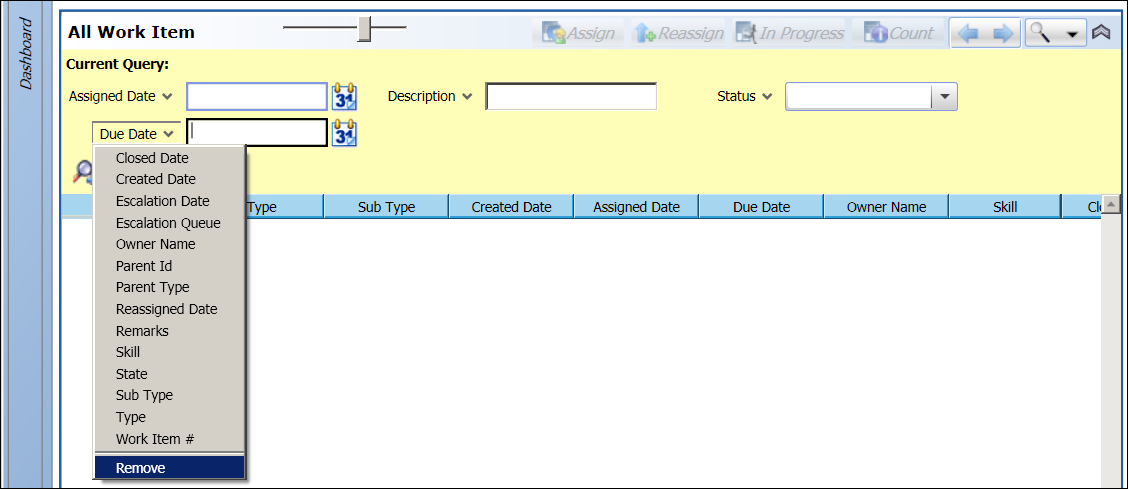 Dashboard
All Work Item
Assign Reassign In Progress Count
Current Query:
Assigned Date 31 Description Status
Due Date 31
Closed Date
Created Date
Escalation Date
Escalation Queue
Owner Name
Parent Id
Parent Type
Reassigned Date
Remarks
Skill
State
Sub Type
Type
Work Item #
Remove
Type Sub Type Created Date Assigned Date Due Date Owner Name Skill